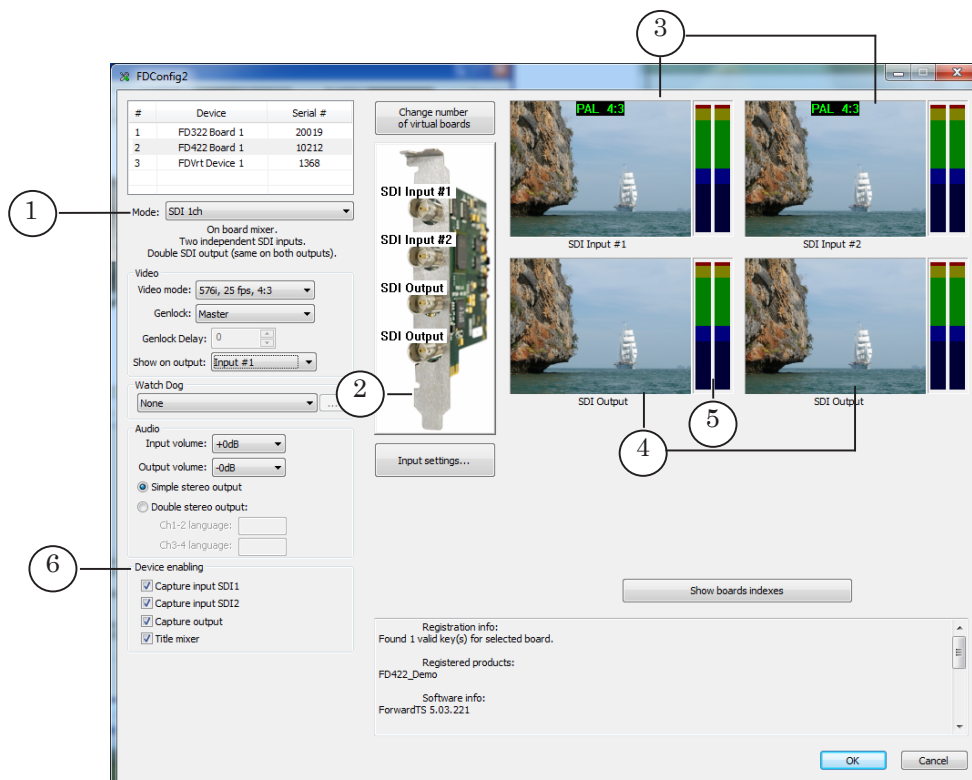 3
FDConfig2
# Device Serial #
1 FD322 Board 1 20019
2 FD422 Board 1 10212
3 FDVrt Device 1 1368
1
Mode: SDI 1ch
On board mixer.
Two independent SDI inputs.
Double SDI output (same on both outputs).
Video
Video mode: 576i, 25 fps, 4:3
Genlock: Master
Genlock Delay: 0
Show on output: Input #1
Watch Dog
None
...
Audio
Input volume: +0dB
Output volume: -0dB
Simple stereo output
Double stereo output:
Ch1-2 language:
Ch3-4 language:
6
Device enabling
Capture input SDI1
Capture input SDI2
Capture output
Title mixer
Change number
of virtual boards
SDI Input #1
SDI Input #2
SDI Output
SDI Output
2
Input settings...
PAL 4:3
PAL 4:3
SDI Input #1
SDI Input #2
SDI Output
SDI Output
5
4
Show boards indexes
Registration info:
Found 1 valid key(s) for selected board.
Registered products:
FD422_Demo
Software info:
ForwardTS 5.03.221
OK
Cancel